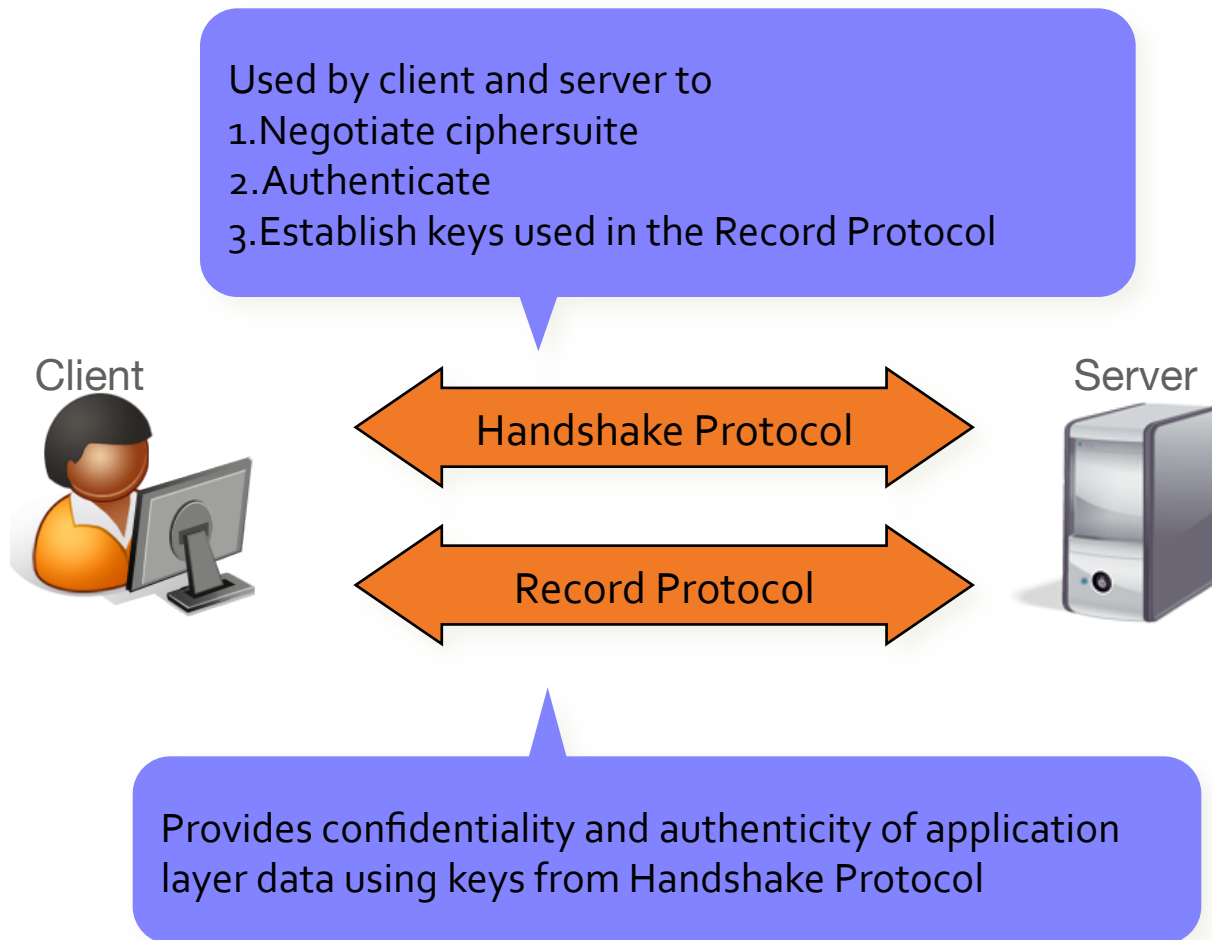 Used by client and server to
1.Negotiate ciphersuite
2.Authenticate
3.Establish keys used in the Record Protocol
Client
Server
Handshake Protocol
Record Protocol
Provides confidentiality and authenticity of application
layer data using keys from Handshake Protocol